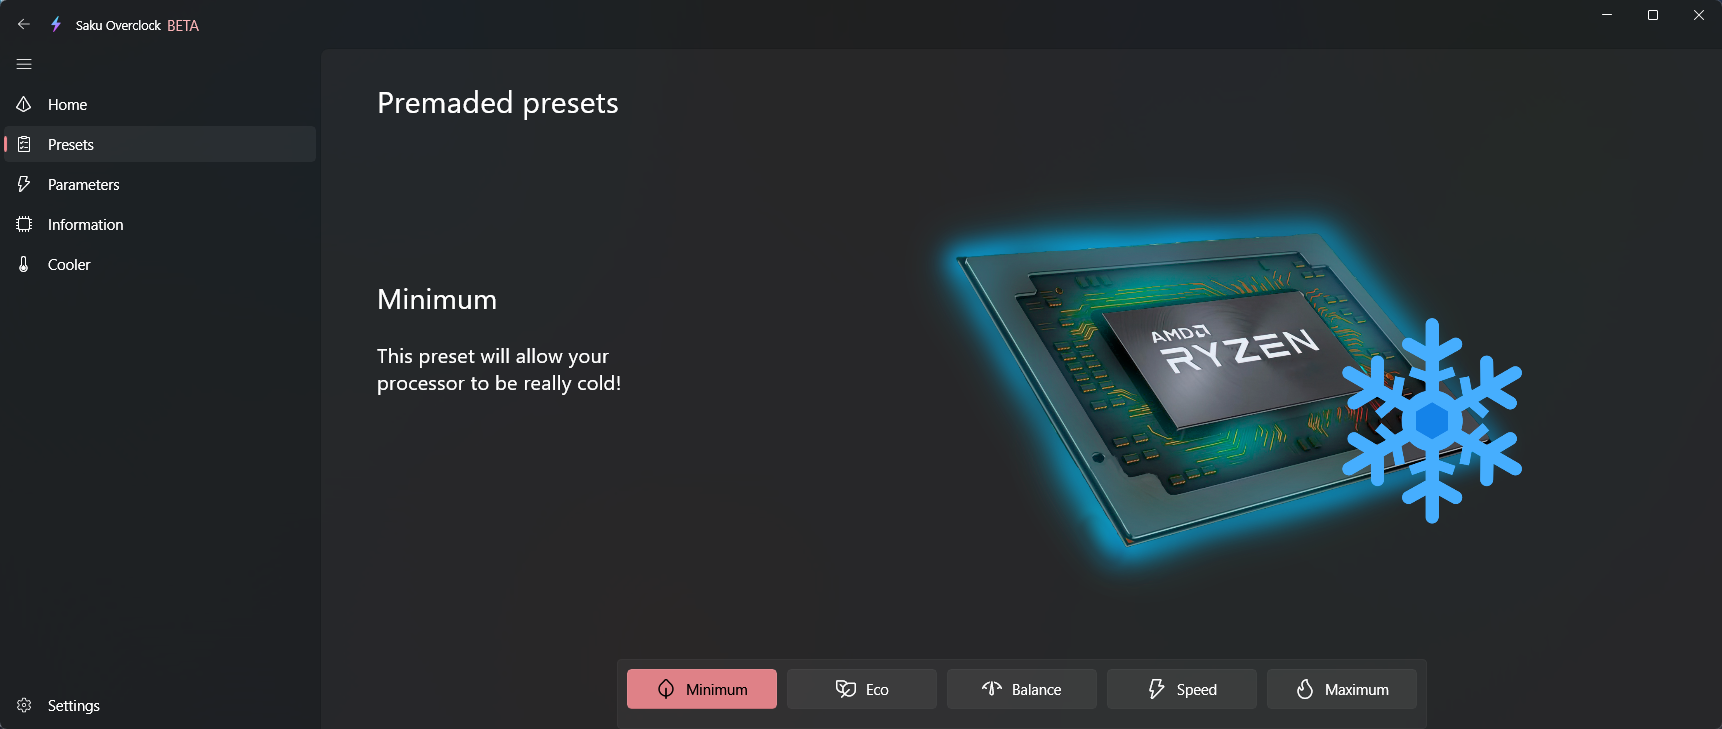 Saku Overclock BETA
Home
Presets
Parameters
Information
Cooler
Settings
Premaded presets
Minimum
This preset will allow your
processor to be really cold!
AMD
RYZEN
Minimum
Eco
Balance
Speed
Maximum